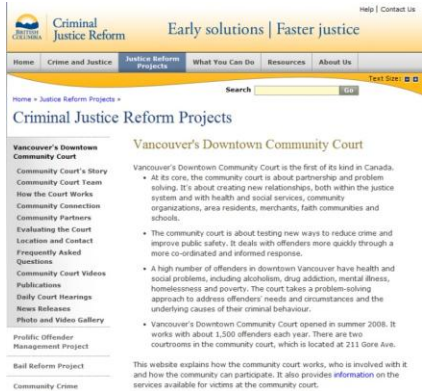 Help | Contact Us
BRITISH COLUMBIA
Criminal Justice Reform
Early solutions | Faster justice
Home
Crime and Justice
Justice Reform Projects
What You Can Do
Resources
About Us
Text Size:
Search
Go
Home » Justice Reform Projects »
Criminal Justice Reform Projects
Vancouver's Downtown
Community Court
Community Court's Story
Community Court Team
How the Court Works
Community Connection
Community Partners
Evaluating the Court
Location and Contact
Frequently Asked
Questions
Community Court Videos
Publications
Daily Court Hearings
News Releases
Photo and Video Gallery
Prolific Offender
Management Project
Bail Reform Project
Community Crime
Vancouver's Downtown Community Court
Vancouver's Downtown Community Court is the first of its kind in Canada.
• At its core, the community court is about partnership and problem
solving. It's about creating new relationships, both within the justice
system and with health and social services, community
organizations, area residents, merchants, faith communities and
schools.
• The community court is about testing new ways to reduce crime and
improve public safety. It deals with offenders more quickly through a
more co-ordinated and informed response.
• A high number of offenders in downtown Vancouver have health and
social problems, including alcoholism, drug addiction, mental illness,
homelessness and poverty. The court takes a problem-solving
approach to address offenders' needs and circumstances and the
underlying causes of their criminal behaviour.
• Vancouver's Downtown Community Court opened in summer 2008. It
works with about 1,500 offenders each year. There are two
courtrooms in the community court, which is located at 211 Gore Ave.
This website explains how the community court works, who is involved with it
and how the community can participate. It also provides information on the
services available for victims at the community court.